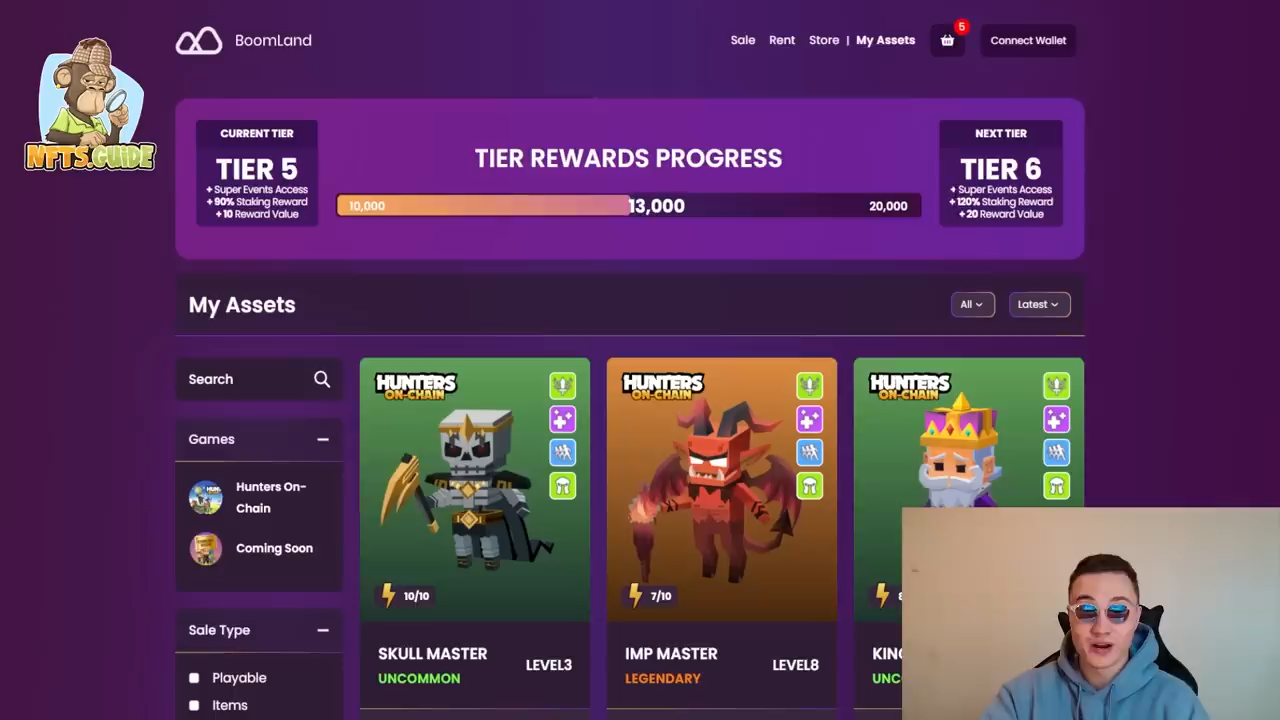 BoomLand
Sale
Rent
Store | My Assets
5
Connect Wallet
NFTS.GUIDE
CURRENT TIER
TIER 5
+ Super Events Access
+ 90% Staking Reward
+ 10 Reward Value
TIER REWARDS PROGRESS
10,000
13,000
20,000
NEXT TIER
TIER 6
+ Super Events Access
+ 120% Staking Reward
+ 20 Reward Value
My Assets
All
Latest
Search
Games
Hunters On-
Chain
Coming Soon
Sale Type
Playable
Items
HUNTERS
ON-CHAIN
10/10
SKULL MASTER
UNCOMMON
LEVEL3
HUNTERS
ON-CHAIN
7/10
IMP MASTER
LEGENDARY
LEVEL8
HUNTERS
ON-CHAIN